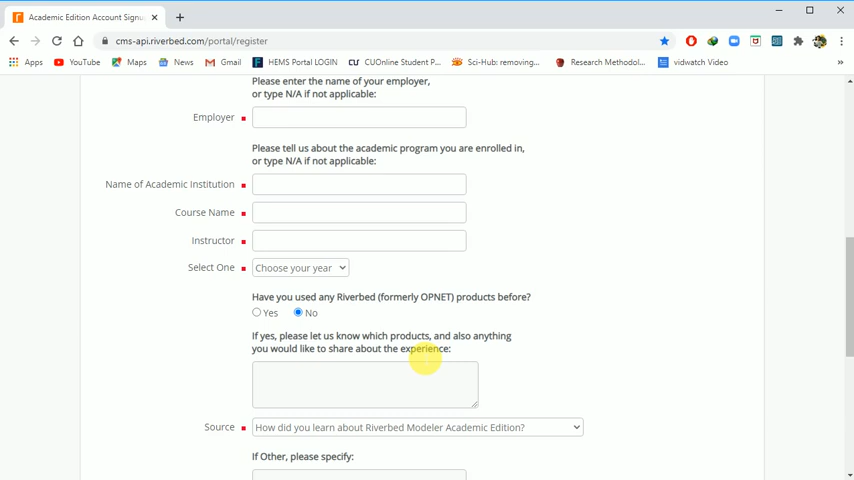 Academic Edition Account Signu
cms-api.riverbed.com/portal/register
Apps YouTube Maps News Gmail HEMS Portal LOGIN CUOnline Student P... Sci-Hub: removing... Research Methodol... vidwatch Video »
Please enter the name of your employer,
or type N/A if not applicable:
Employer
Please tell us about the academic program you are enrolled in,
or type N/A if not applicable:
Name of Academic Institution
Course Name
Instructor
Select One Choose your year
Have you used any Riverbed (formerly OPNET) products before?
Yes No
If yes, please let us know which products, and also anything
you would like to share about the experience:
Source How did you learn about Riverbed Modeler Academic Edition?
If Other, please specify: